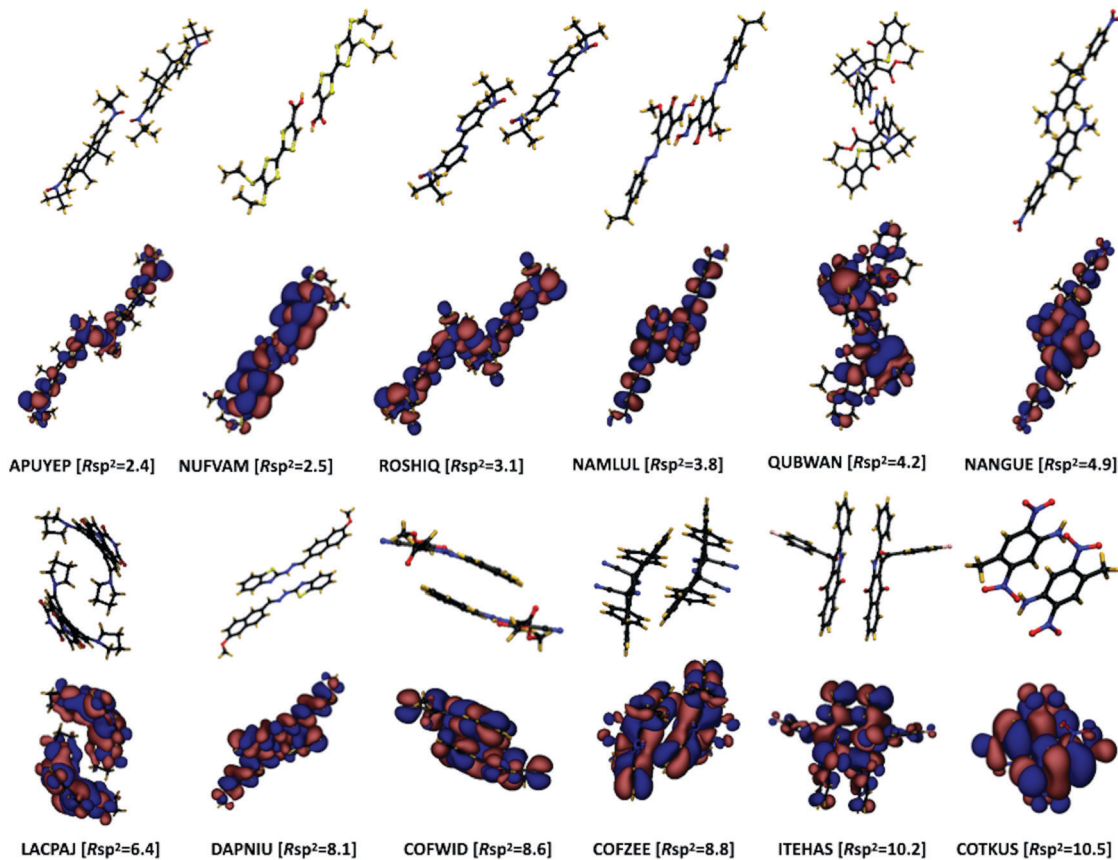 APUYEP [Rsp²=2.4] NUFVAM [Rsp²=2.5] ROSHIQ [Rsp²=3.1] NAMLUL [Rsp²=3.8] QUBWAN [Rsp²=4.2] NANGUE [Rsp²=4.9]
LACPAJ [Rsp²=6.4] DAPNIU [Rsp²=8.1] COFWID [Rsp²=8.6] COFZEE [Rsp²=8.8] ITEHAS [Rsp²=10.2] COTKUS [Rsp²=10.5]